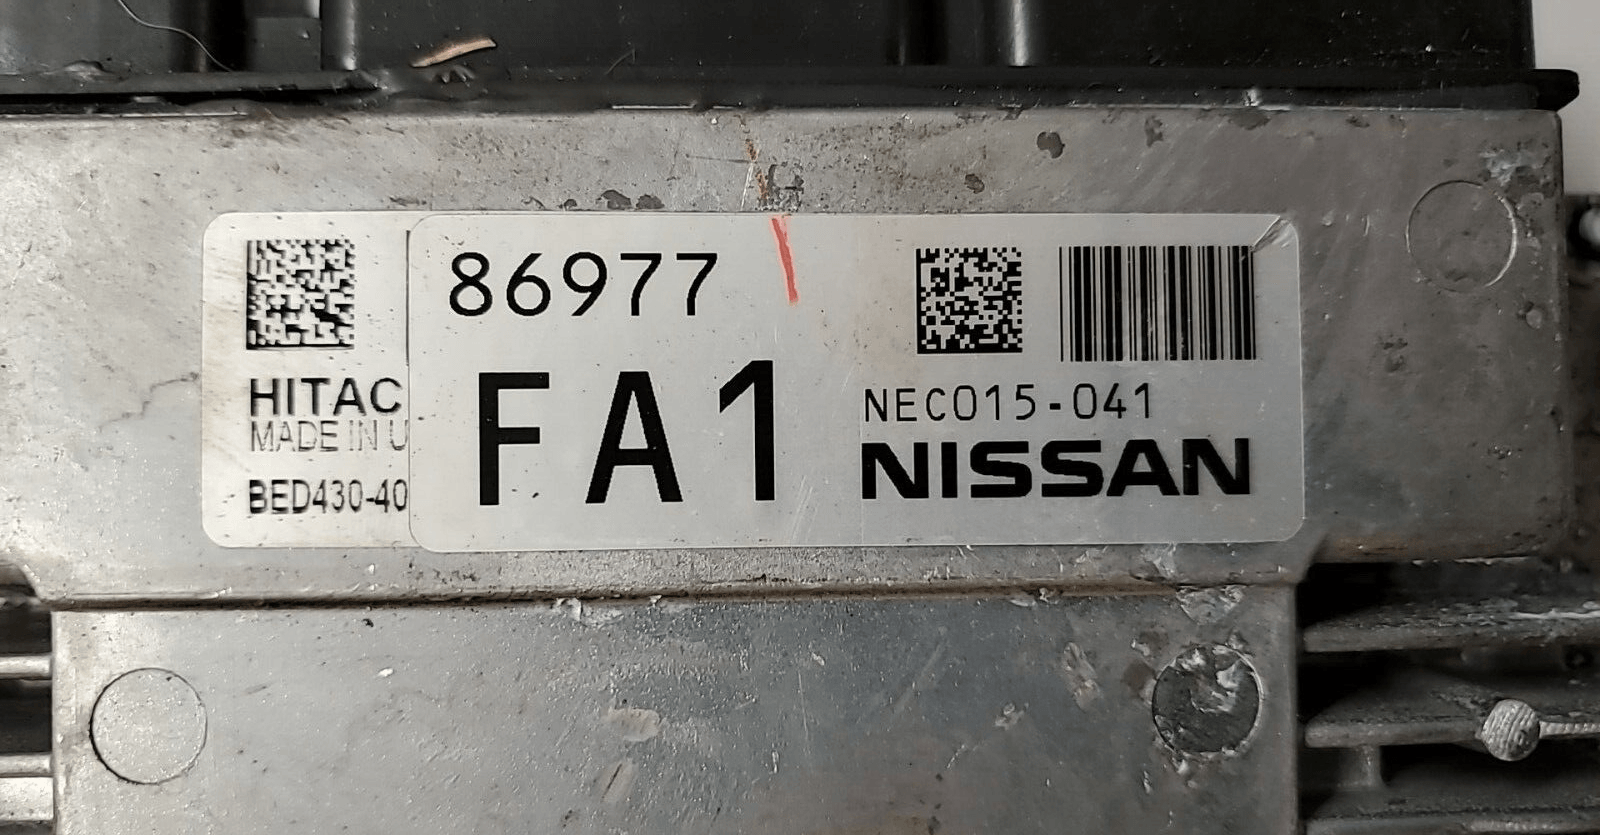 HITAC
MADE IN U
BED430-40
86977
FA1
NEC015-041
NISSAN